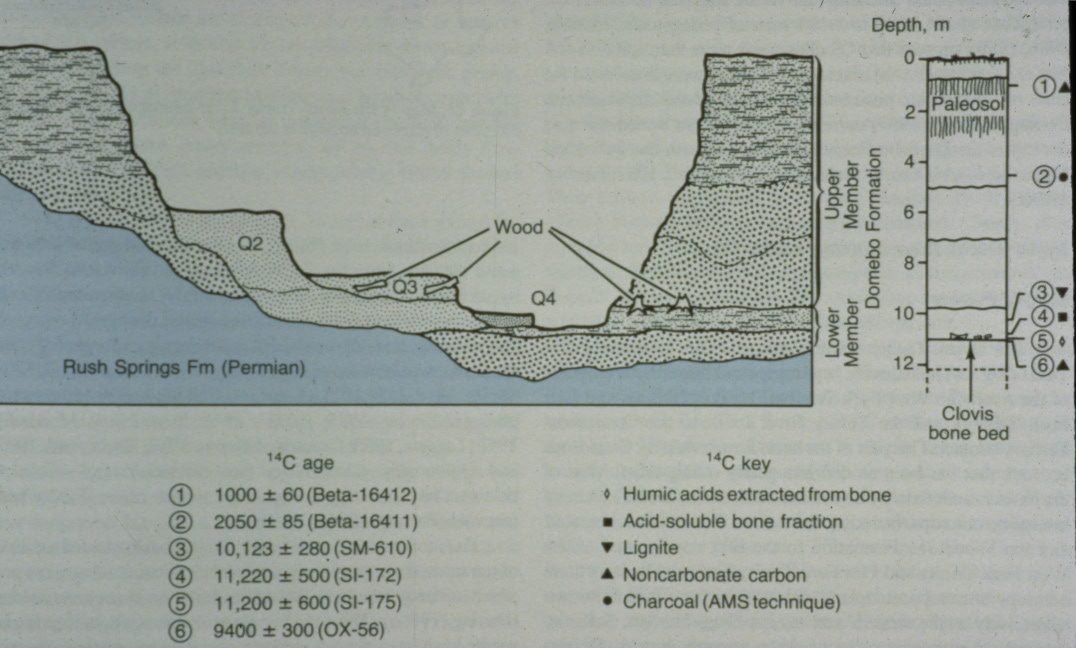 Depth, m
0
2
4
6
8
10
12
Paleosol
① ▲
② ●
③ ▼
④ ■
⑤ ◊
⑥ ▲
Upper
Member
Lower
Member
Domebo Formation
Wood
Q2
Q3
Q4
Rush Springs Fm (Permian)
Clovis
bone bed
¹⁴C age
① 1000 ± 60 (Beta-16412)
② 2050 ± 85 (Beta-16411)
③ 10,123 ± 280 (SM-610)
④ 11,220 ± 500 (SI-172)
⑤ 11,200 ± 600 (SI-175)
⑥ 9400 ± 300 (OX-56)
¹⁴C key
◊ Humic acids extracted from bone
■ Acid-soluble bone fraction
▼ Lignite
▲ Noncarbonate carbon
● Charcoal (AMS technique)